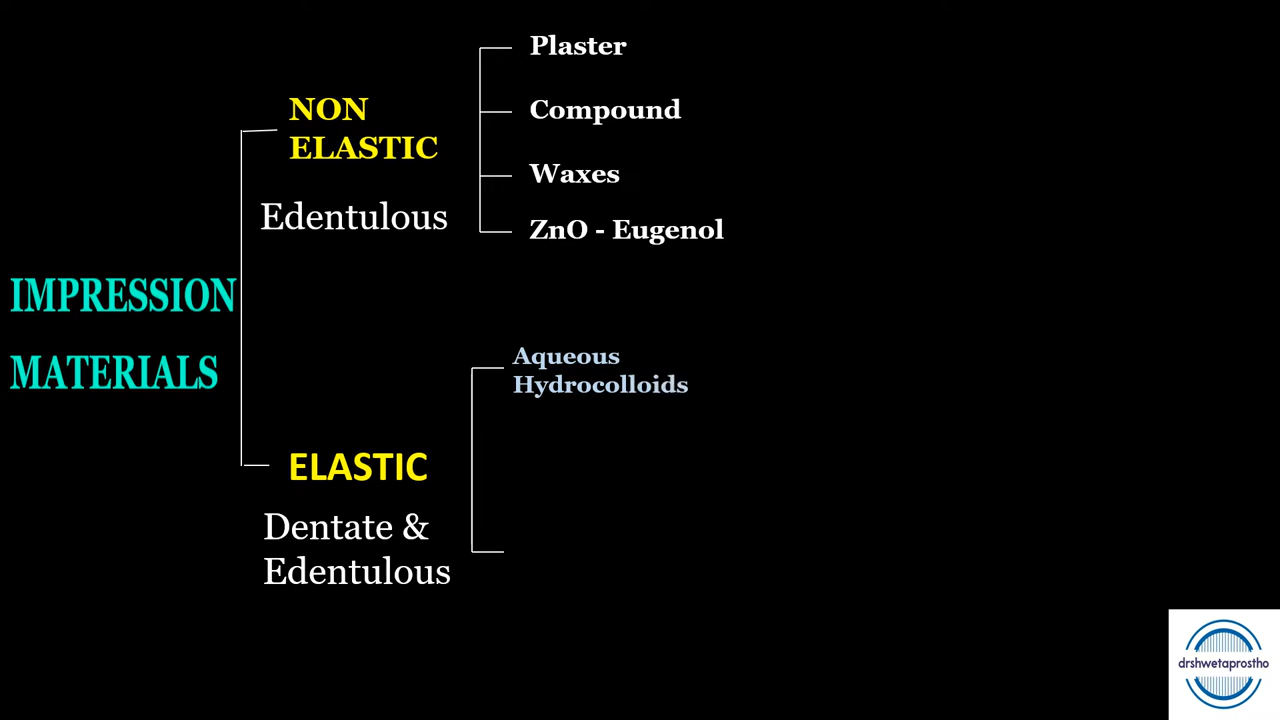 Plaster
NON
ELASTIC
Compound
Waxes
Edentulous
ZnO - Eugenol
IMPRESSION
MATERIALS
Aqueous
Hydrocolloids
ELASTIC
Dentate &
Edentulous
drshwetaprostho